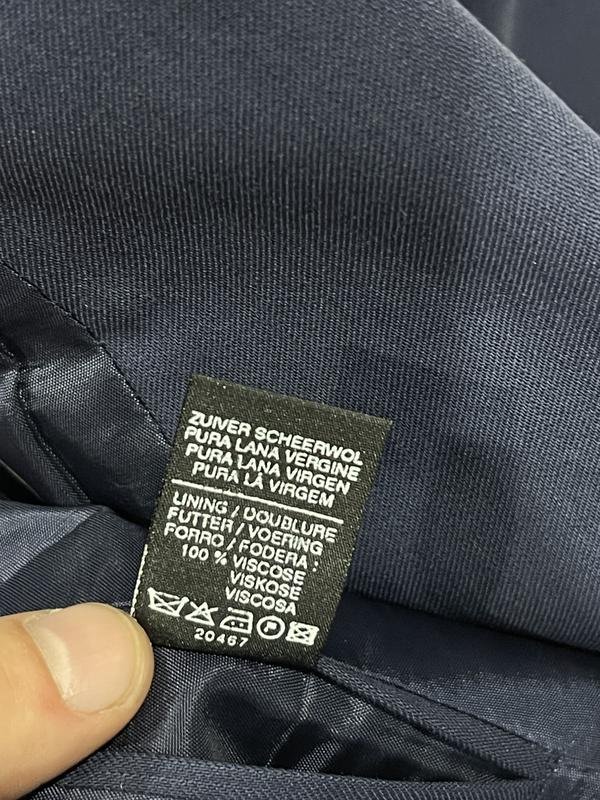 ZUIVER SCHEERWOL
PURA LANA VERGINE
PURA LANA VIRGEN
PURA LÃ VIRGEM
LINING / DOUBLURE
FUTTER / VOERING
FORRO / FODERA :
100 % VISCOSE
VISKOSE
VISCOSA
P
20467